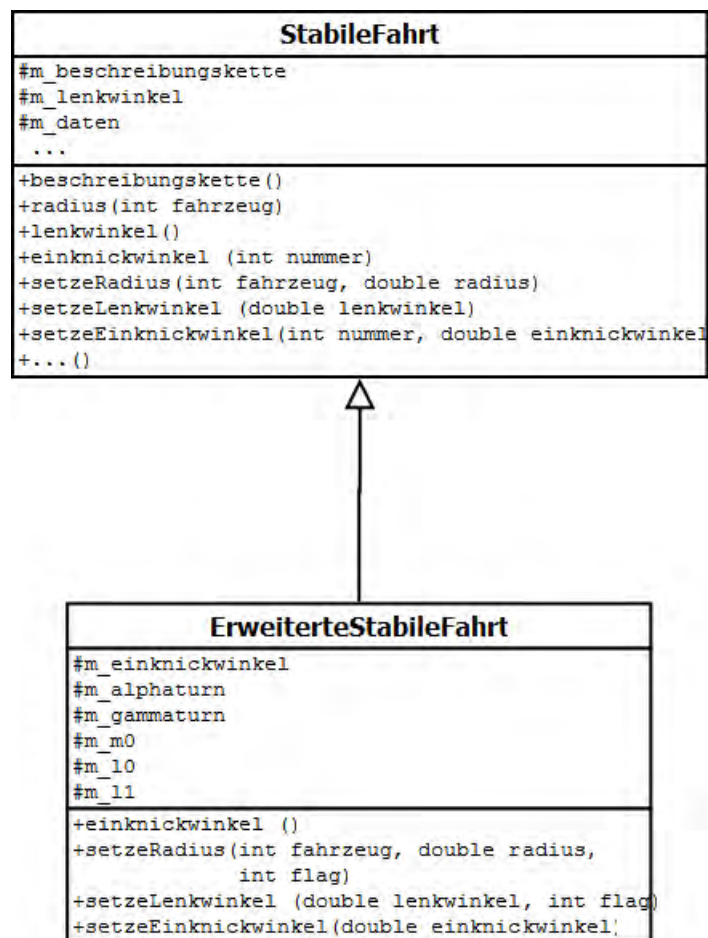 StabileFahrt
#m_beschreibungskette
#m_lenkwinkel
#m_daten
...
+beschreibungskette()
+radius(int fahrzeug)
+lenkwinkel()
+einknickwinkel (int nummer)
+setzeRadius(int fahrzeug, double radius)
+setzeLenkwinkel (double lenkwinkel)
+setzeEinknickwinkel(int nummer, double einknickwinkel
+...()
ErweiterteStabileFahrt
#m_einknickwinkel
#m_alphaturn
#m_gammaturn
#m_m0
#m_l0
#m_l1
+einknickwinkel ()
+setzeRadius(int fahrzeug, double radius,
int flag)
+setzeLenkwinkel (double lenkwinkel, int flag)
+setzeEinknickwinkel(double einknickwinkel)